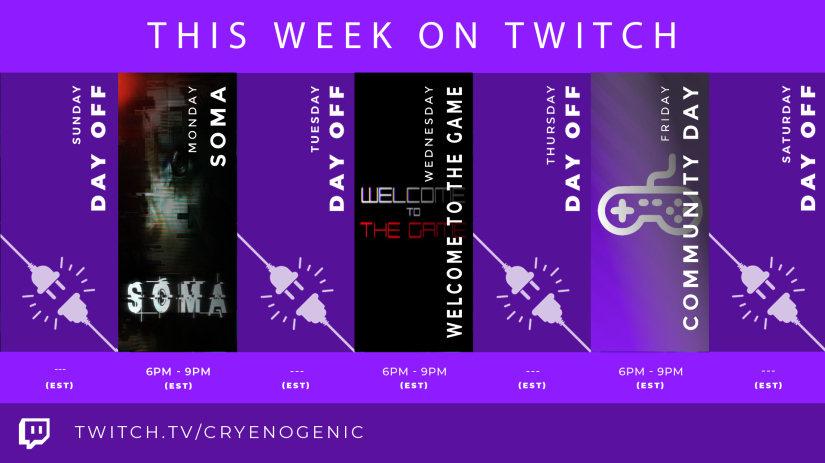 THIS WEEK ON TWITCH
SUNDAY
DAY OFF
---
(EST)
MONDAY
SOMA
SOMA
6PM - 9PM
(EST)
TUESDAY
DAY OFF
---
(EST)
WEDNESDAY
WELCOME TO THE GAME
WELCOME
TO
THE GAME
6PM - 9PM
(EST)
THURSDAY
DAY OFF
---
(EST)
FRIDAY
COMMUNITY DAY
6PM - 9PM
(EST)
SATURDAY
DAY OFF
---
(EST)
TWITCH.TV/CRYENOGENIC